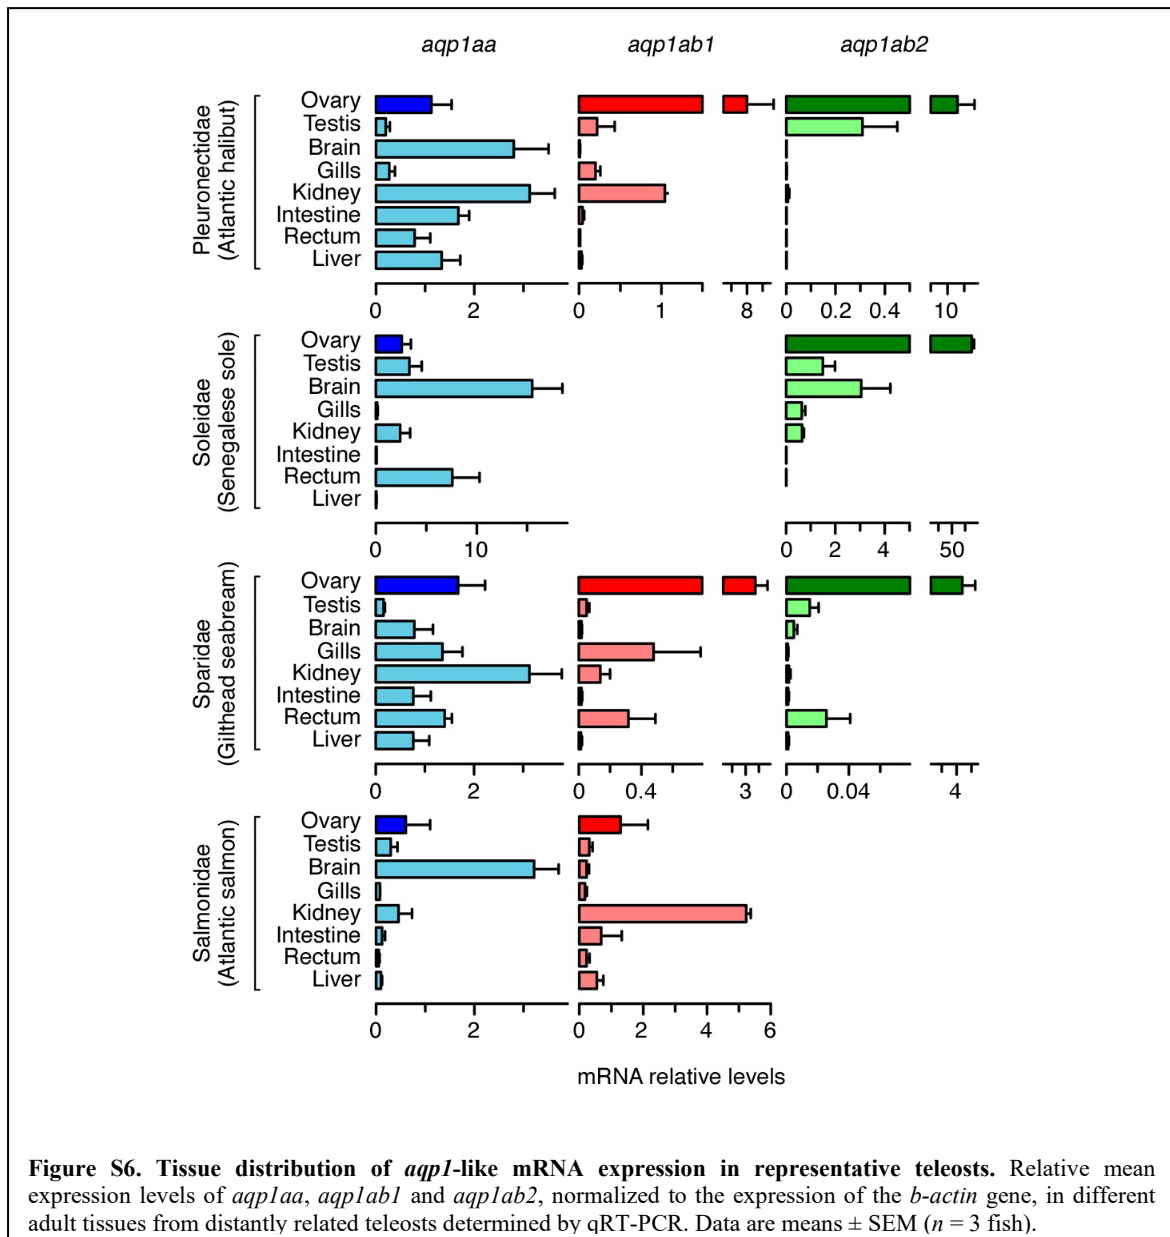 aqp1aa aqp1ab1 aqp1ab2
Pleuronectidae
(Atlantic halibut)
Ovary
Testis
Brain
Gills
Kidney
Intestine
Rectum
Liver
0 2 0 1 8 0 0.2 0.4 10
Soleidae
(Senegalese sole)
Ovary
Testis
Brain
Gills
Kidney
Intestine
Rectum
Liver
0 10 0 2 4 50
Sparidae
(Gilthead seabream)
Ovary
Testis
Brain
Gills
Kidney
Intestine
Rectum
Liver
0 2 0 0.4 3 0 0.04 4
Salmonidae
(Atlantic salmon)
Ovary
Testis
Brain
Gills
Kidney
Intestine
Rectum
Liver
0 2 0 2 4 6
mRNA relative levels
Figure S6. Tissue distribution of aqp1-like mRNA expression in representative teleosts. Relative mean
expression levels of aqp1aa, aqp1ab1 and aqp1ab2, normalized to the expression of the b-actin gene, in different
adult tissues from distantly related teleosts determined by qRT-PCR. Data are means ± SEM (n = 3 fish).